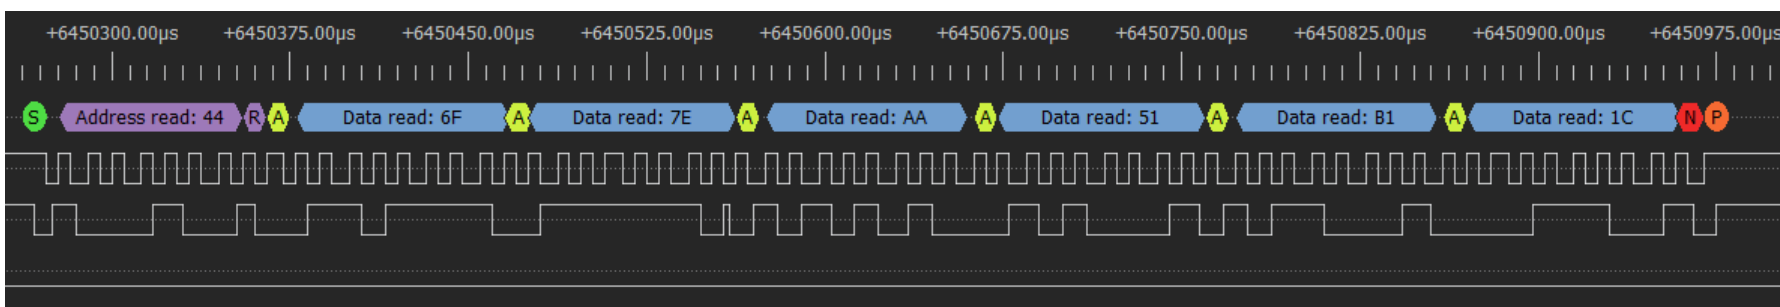 +6450300.00µs +6450375.00µs +6450450.00µs +6450525.00µs +6450600.00µs +6450675.00µs +6450750.00µs +6450825.00µs +6450900.00µs +6450975.00µs
S Address read: 44 R A Data read: 6F A Data read: 7E A Data read: AA A Data read: 51 A Data read: B1 A Data read: 1C N P